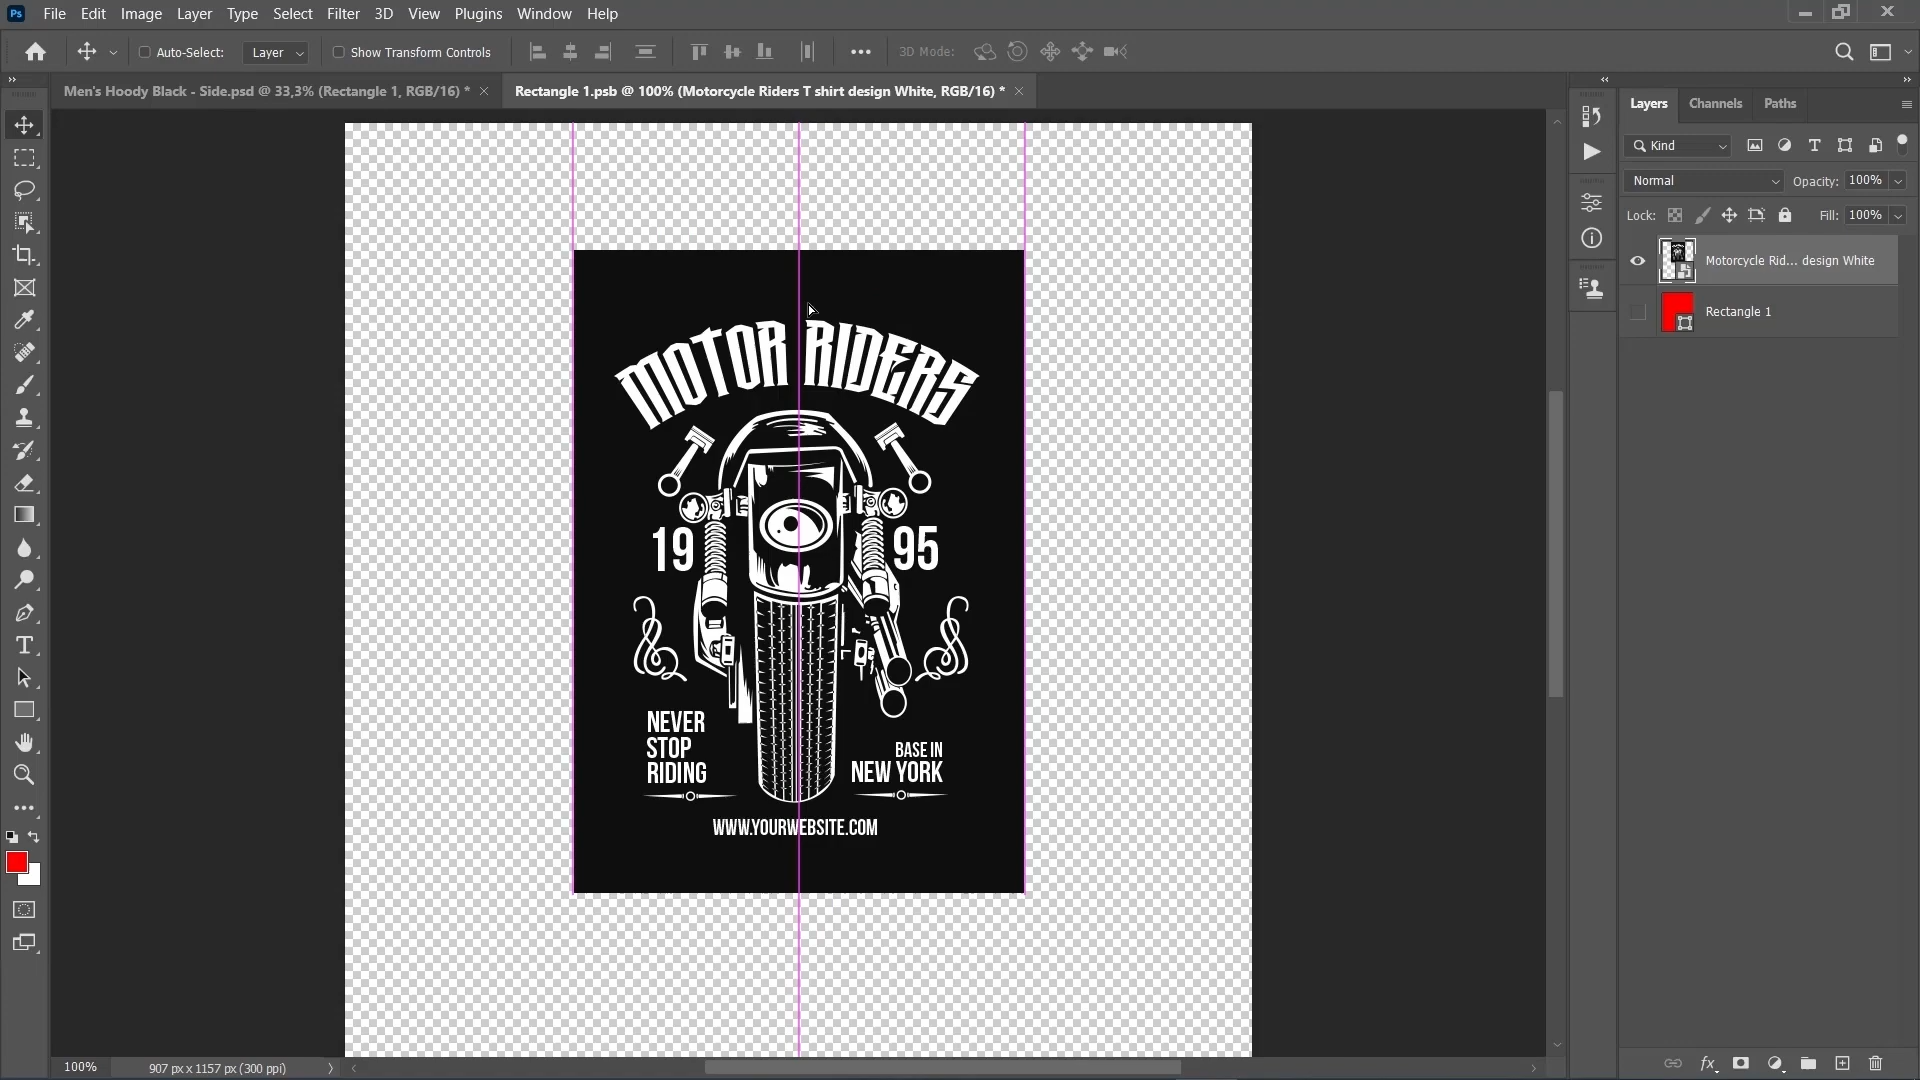 Ps File Edit Image Layer Type Select Filter 3D View Plugins Window Help
Auto-Select: Layer Show Transform Controls 3D Mode:
Men's Hoody Black - Side.psd @ 33,3% (Rectangle 1, RGB/16) *
Rectangle 1.psb @ 100% (Motorcycle Riders T shirt design White, RGB/16) *
Layers Channels Paths
Kind
Normal Opacity: 100%
Lock: Fill: 100%
Motorcycle Rid... design White
Rectangle 1
MOTOR RIDERS
19 95
NEVER
STOP
RIDING
BASE IN
NEW YORK
WWW.YOURWEBSITE.COM
100% 907 px x 1157 px (300 ppi)
fx